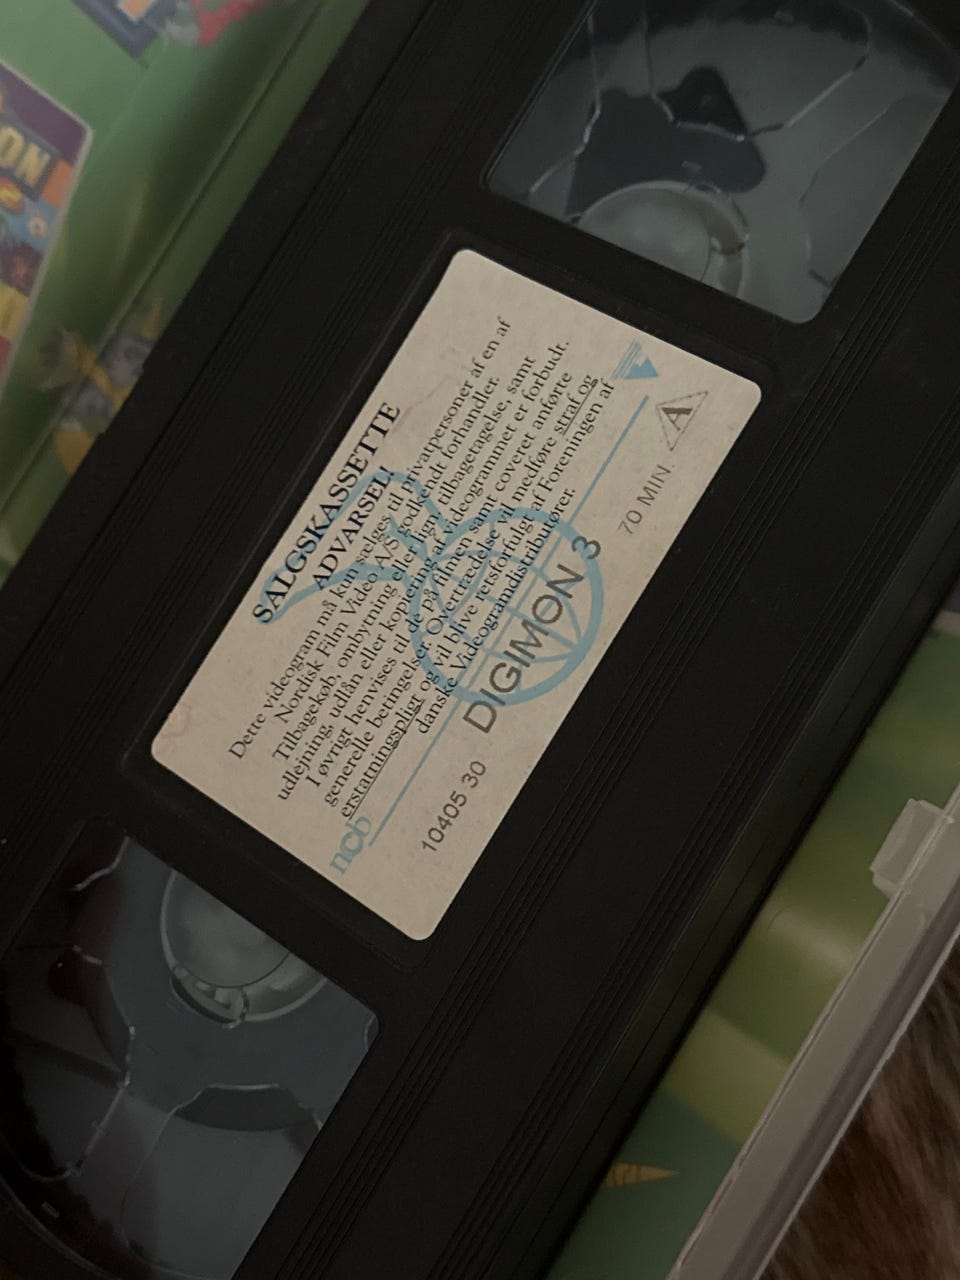 ON
SALGSKASSETTE
ADVARSEL!
Dette videogram må kun sælges til privatpersoner af en af
Nordisk Film Video A/S godkendt forhandler.
Tilbagekøb, ombytning eller lign. tilbagetagelse, samt
udlejning, udlån eller kopiering af videogrammet er forbudt.
I øvrigt henvises til de på filmen samt coveret anførte
generelle betingelser. Overtrædelse vil medføre straf og
erstatningspligt og vil blive retsforfulgt af Foreningen af
danske Videogramdistributører.
ncb
10405 30 DIGIMON 3 70 MIN. A